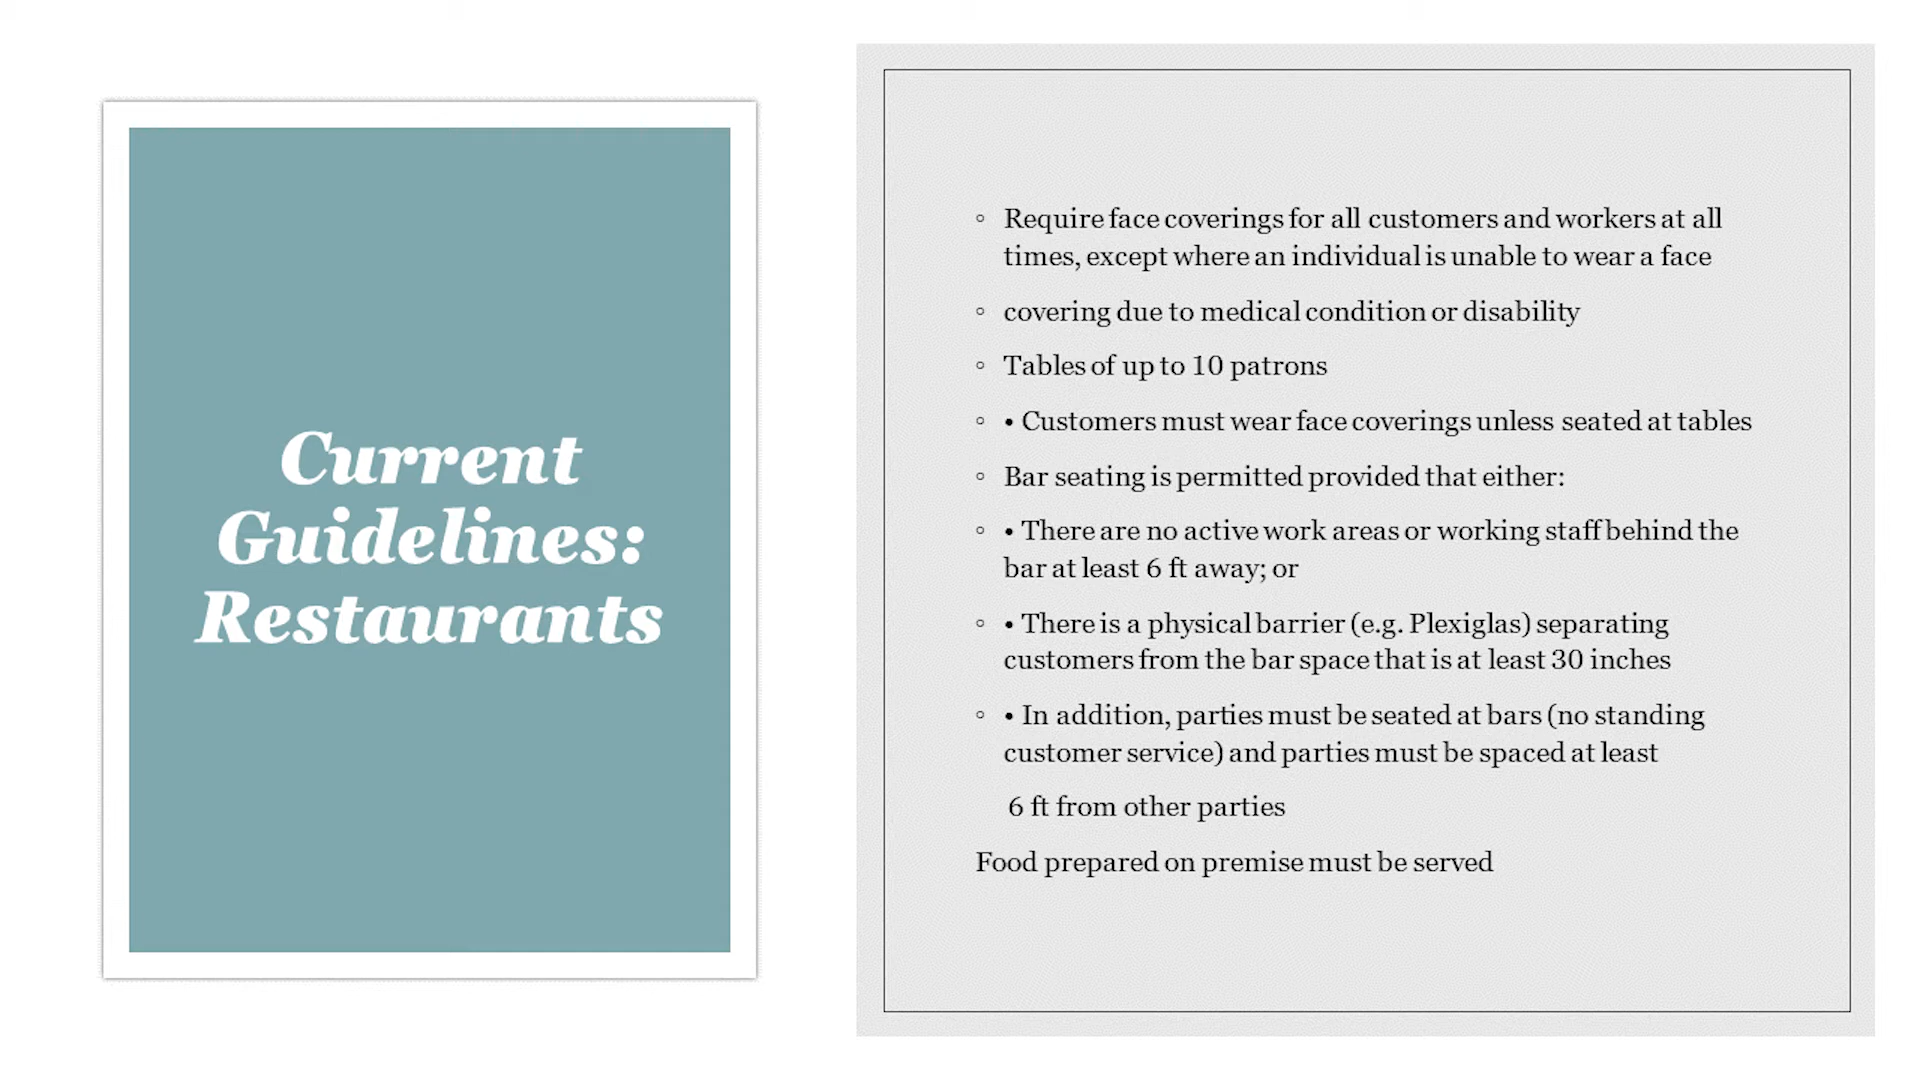 Current
Guidelines:
Restaurants
◦ Require face coverings for all customers and workers at all
times, except where an individual is unable to wear a face
◦ covering due to medical condition or disability
◦ Tables of up to 10 patrons
◦ • Customers must wear face coverings unless seated at tables
◦ Bar seating is permitted provided that either:
◦ • There are no active work areas or working staff behind the
bar at least 6 ft away; or
◦ • There is a physical barrier (e.g. Plexiglas) separating
customers from the bar space that is at least 30 inches
◦ • In addition, parties must be seated at bars (no standing
customer service) and parties must be spaced at least
6 ft from other parties
Food prepared on premise must be served